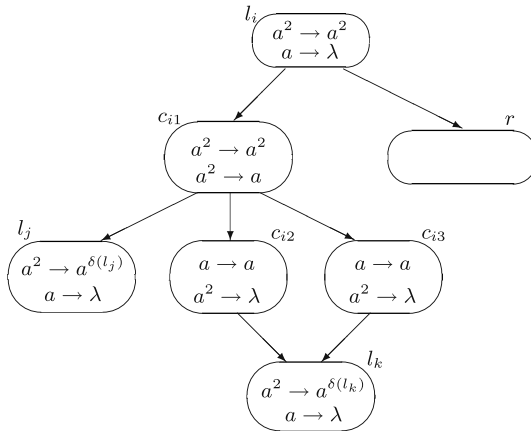 l_i
a^2 → a^2
a → λ
c_{i1}
r
a^2 → a^2
a^2 → a
l_j
c_{i2}
c_{i3}
a^2 → a^{δ(l_j)}
a → λ
a → a
a^2 → λ
a → a
a^2 → λ
l_k
a^2 → a^{δ(l_k)}
a → λ